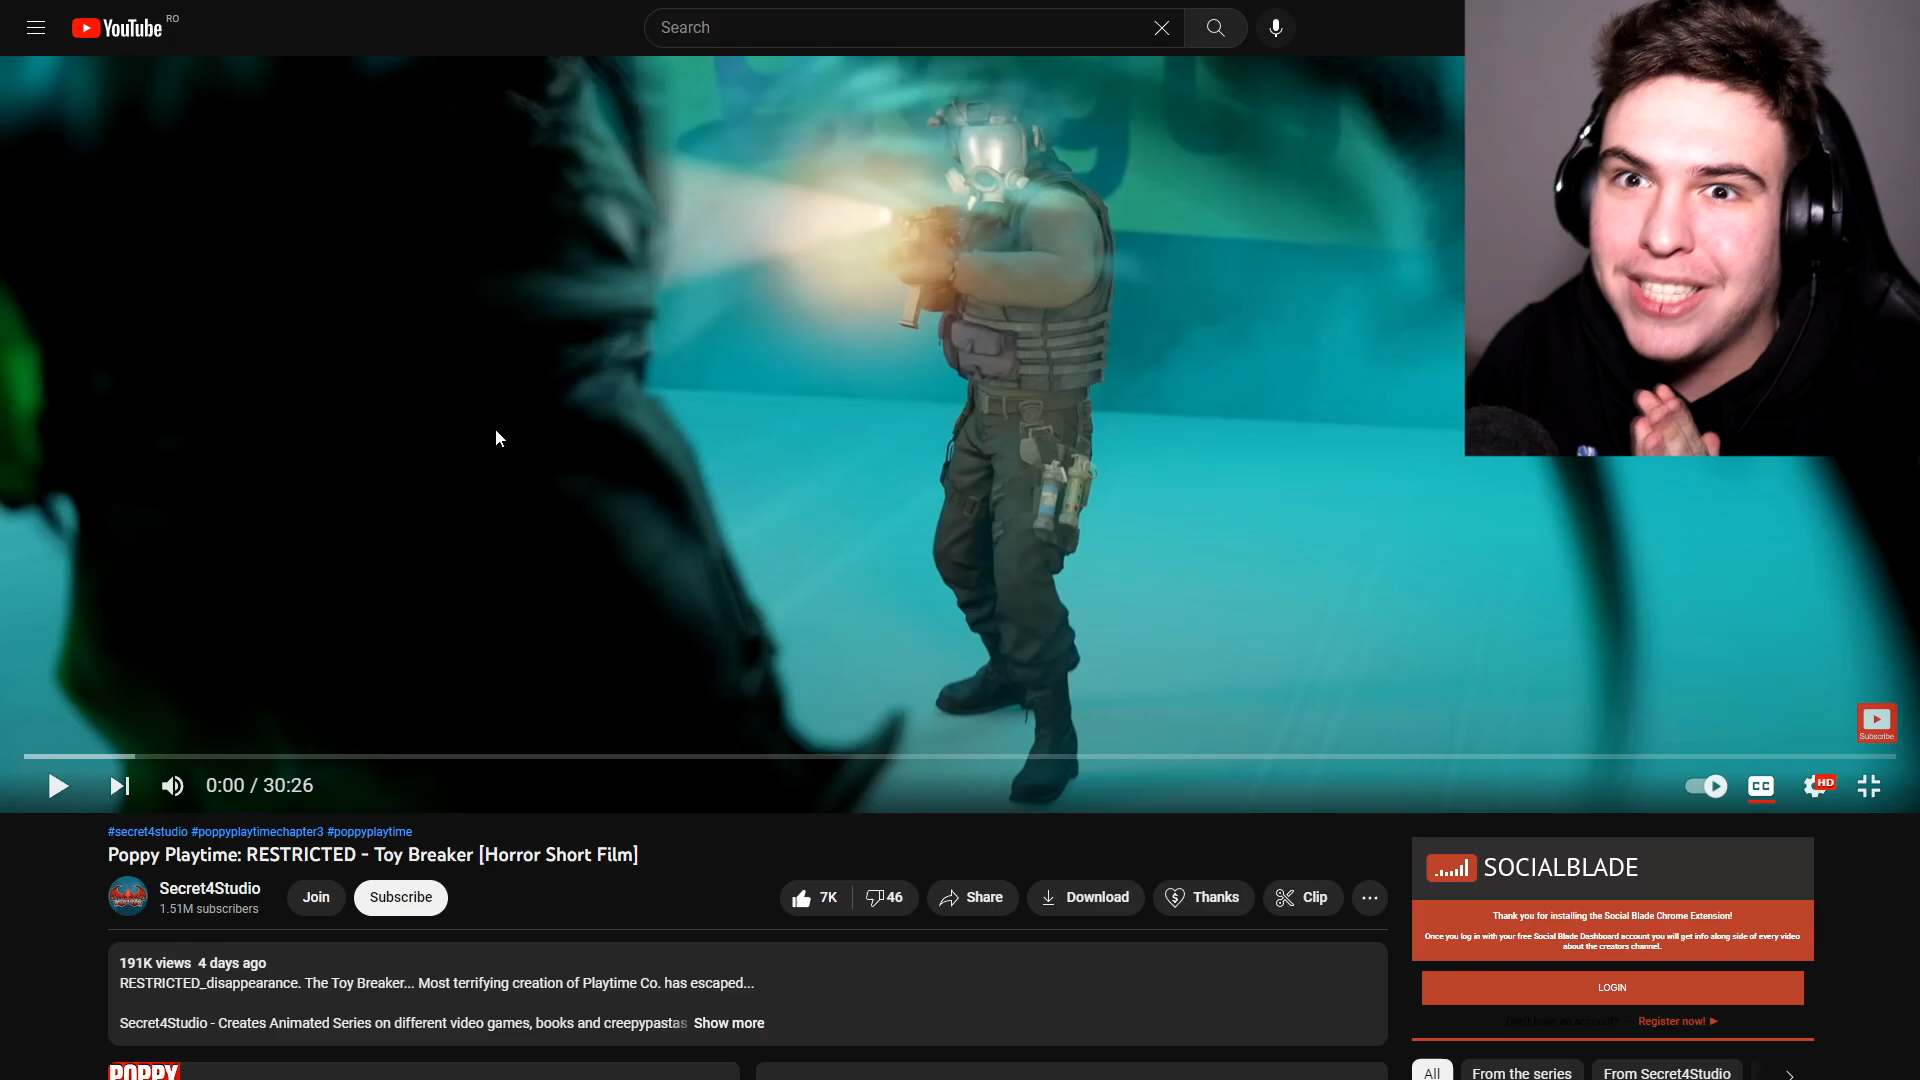 YouTube RO
Search
Subscribe
0:00 / 30:26
CC
HD
#secret4studio #poppyplaytimechapter3 #poppyplaytime
Poppy Playtime: RESTRICTED - Toy Breaker [Horror Short Film]
Secret4Studio
1.51M subscribers
Join
Subscribe
7K
46
Share
Download
Thanks
Clip
191K views 4 days ago
RESTRICTED_disappearance. The Toy Breaker... Most terrifying creation of Playtime Co. has escaped...
Secret4Studio - Creates Animated Series on different video games, books and creepypastas Show more
POPPY
SOCIALBLADE
Thank you for installing the Social Blade Chrome Extension!
Once you log in with your free Social Blade Dashboard account you will get info along side of every video
about the creators channel.
LOGIN
Don't have an account? Register now!
All
From the series
From Secret4Studio